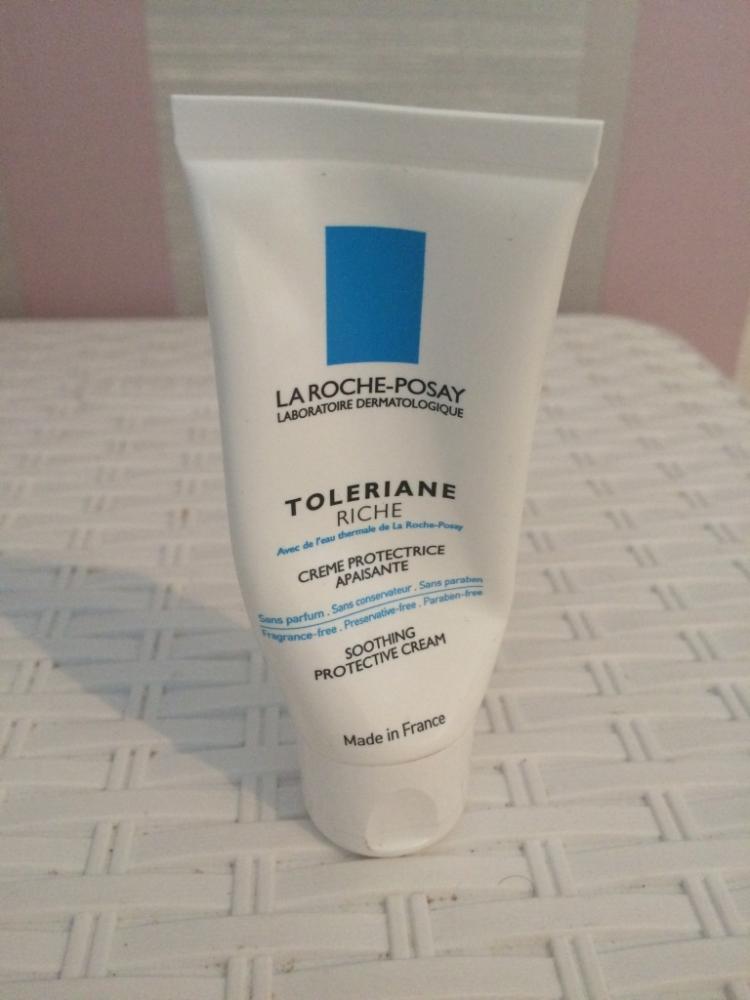 LA ROCHE-POSAY
LABORATOIRE DERMATOLOGIQUE
TOLERIANE
RICHE
Avec de l'eau thermale de La Roche-Posay
CREME PROTECTRICE
APAISANTE
Sans parfum . Sans conservateur . Sans paraben
Fragrance-free . Preservative-free . Paraben-free
SOOTHING
PROTECTIVE CREAM
Made in France